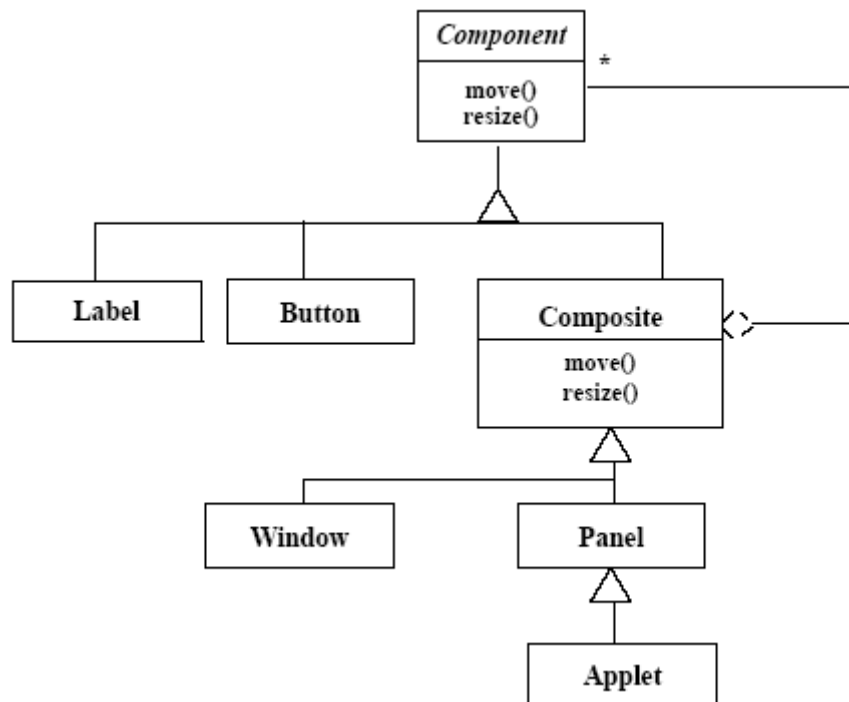 Component
*
move()
resize()
Label
Button
Composite
move()
resize()
Window
Panel
Applet